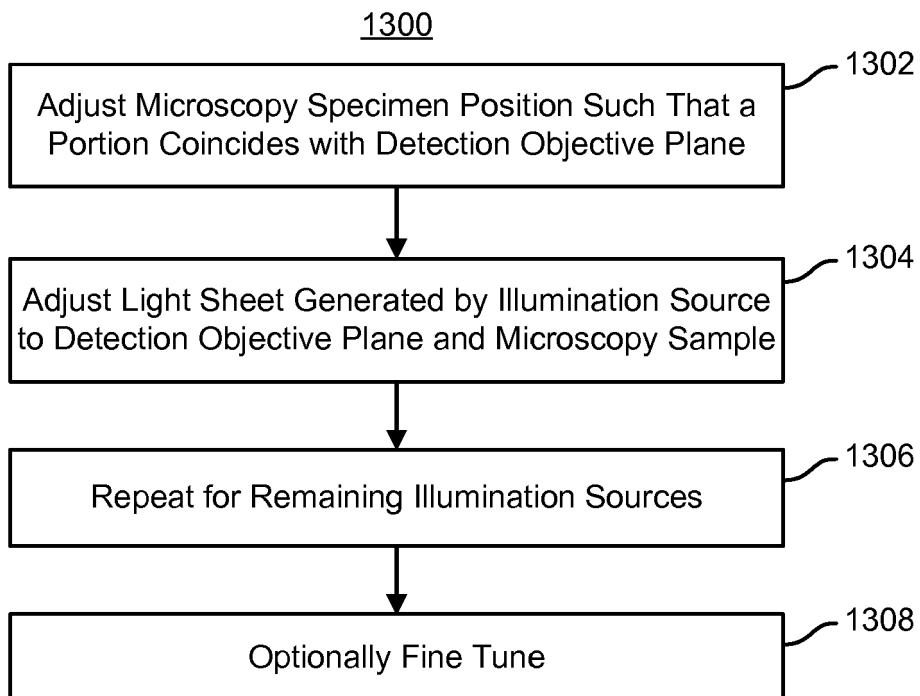 1300
1302
Adjust Microscopy Specimen Position Such That a
Portion Coincides with Detection Objective Plane
1304
Adjust Light Sheet Generated by Illumination Source
to Detection Objective Plane and Microscopy Sample
1306
Repeat for Remaining Illumination Sources
1308
Optionally Fine Tune